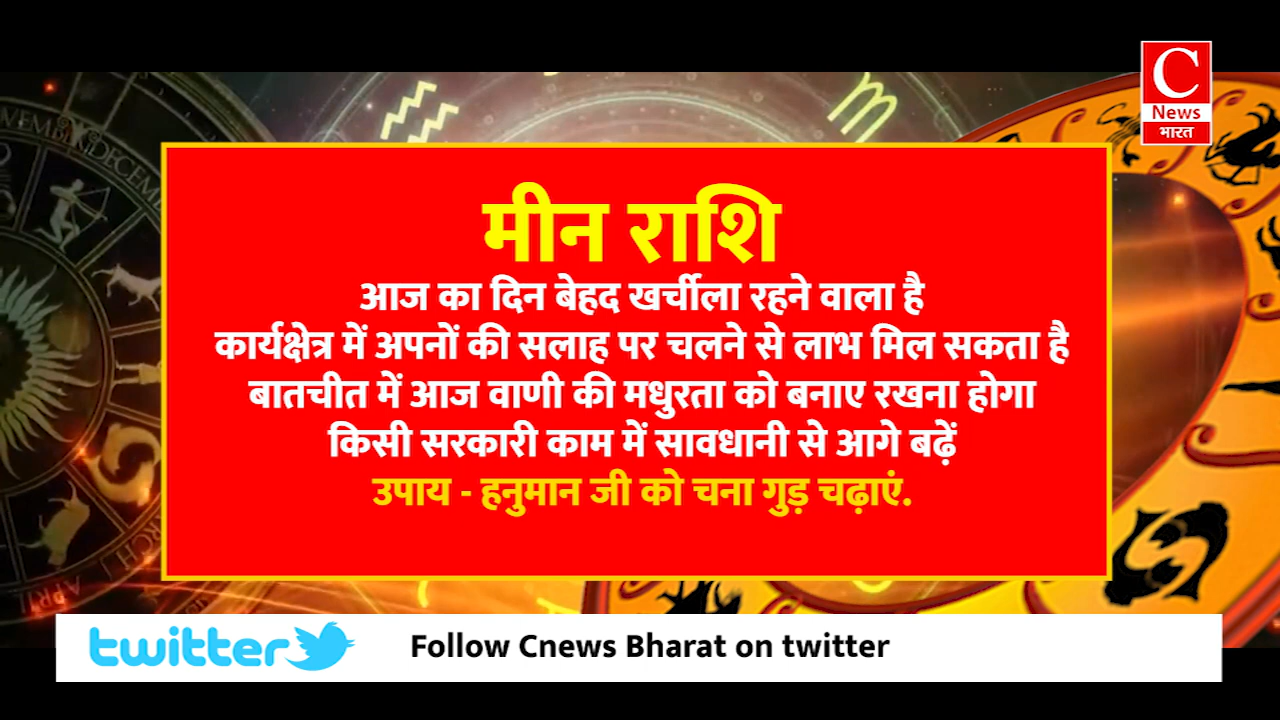 C
News
भारत
मीन राशि
आज का दिन बेहद खर्चीला रहने वाला है
कार्यक्षेत्र में अपनों की सलाह पर चलने से लाभ मिल सकता है
बातचीत में आज वाणी की मधुरता को बनाए रखना होगा
किसी सरकारी काम में सावधानी से आगे बढ़ें
उपाय - हनुमान जी को चना गुड़ चढ़ाएं.
twitter
Follow Cnews Bharat on twitter